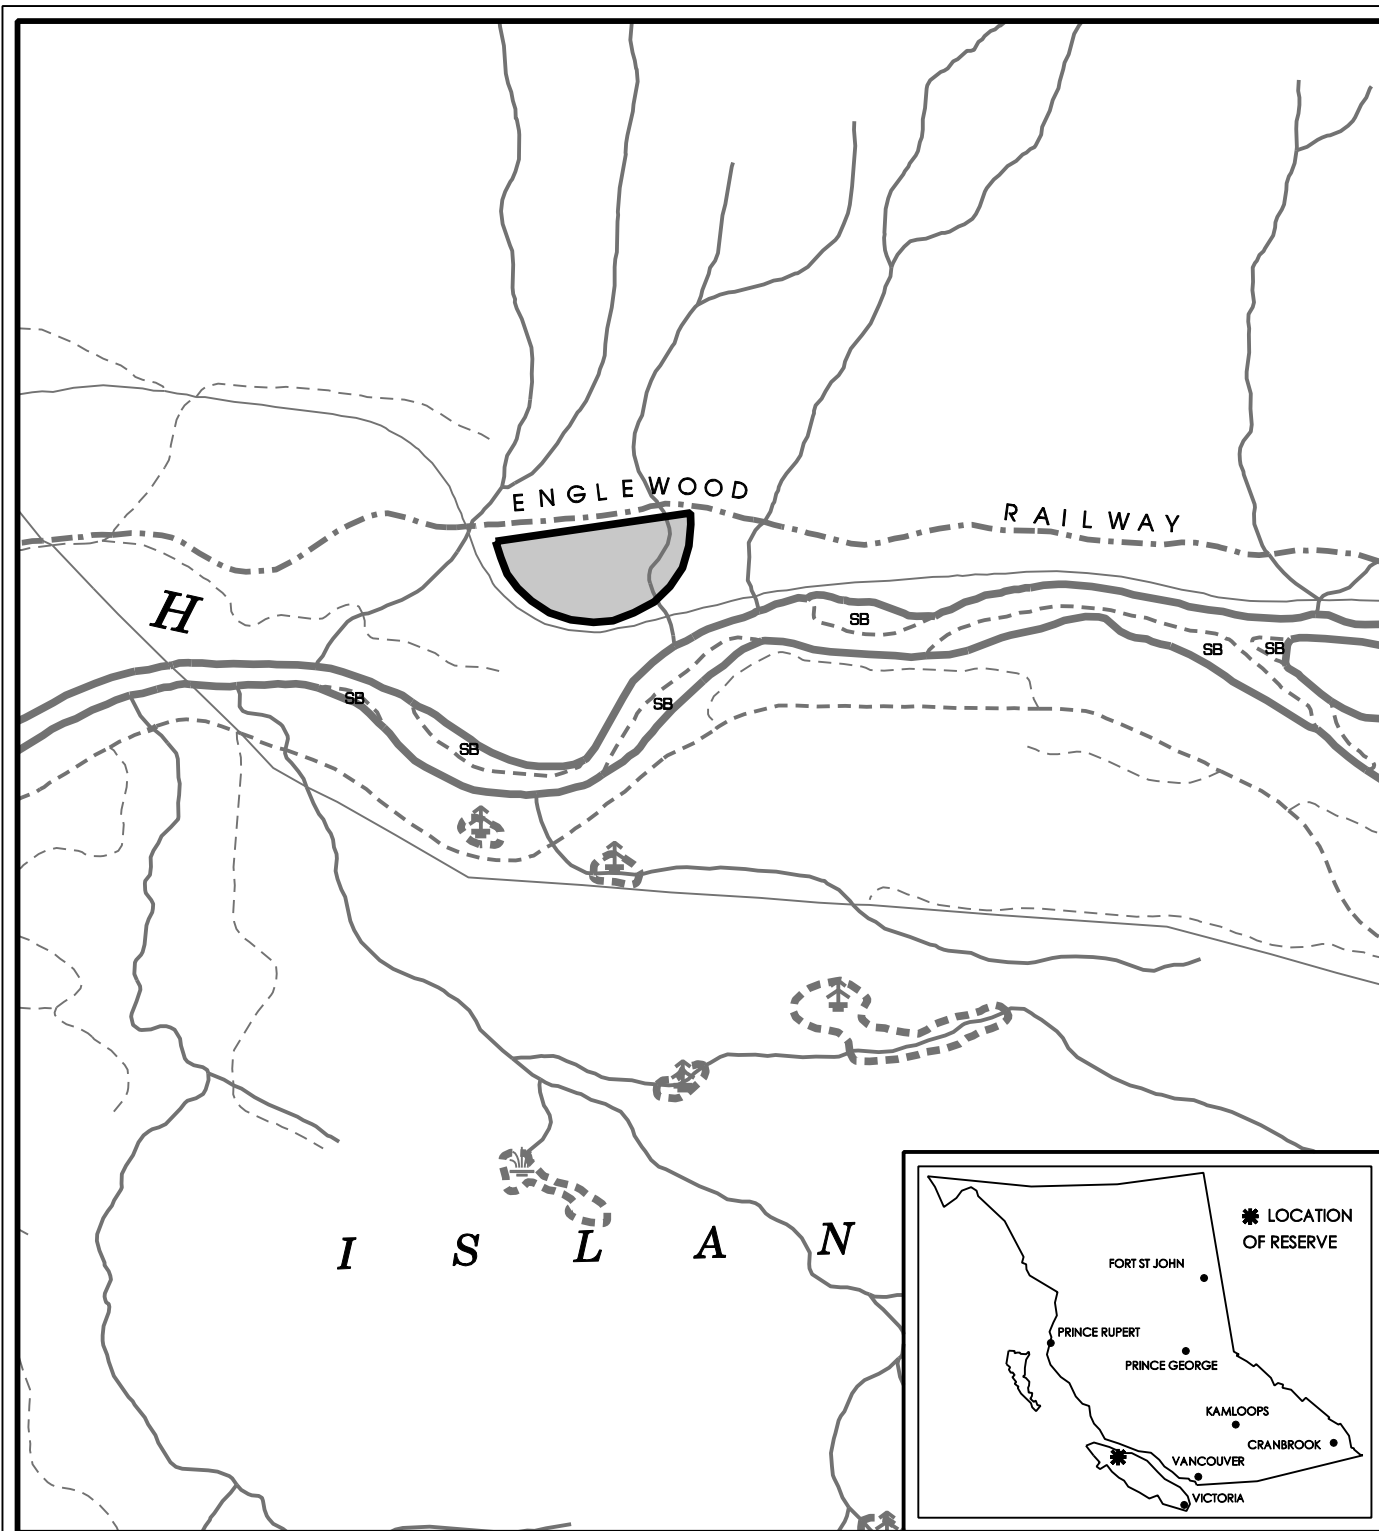 ENGLEWOOD RAILWAY
H
SB
SB
SB
SB
SB
SB
I S L A N
LOCATION
OF RESERVE
FORT ST JOHN
PRINCE RUPERT
PRINCE GEORGE
KAMLOOPS
CRANBROOK
VANCOUVER
VICTORIA